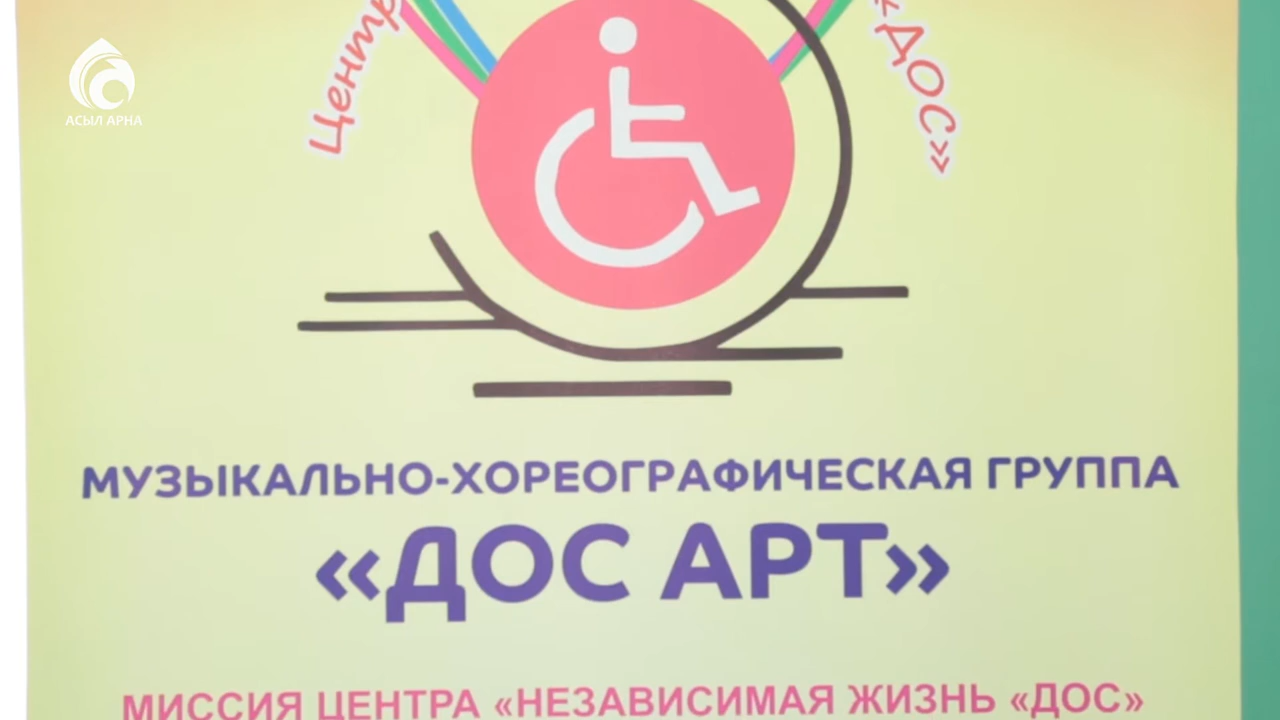 Центр
«ДОС»
АСЫЛ АРНА
МУЗЫКАЛЬНО-ХОРЕОГРАФИЧЕСКАЯ ГРУППА
«ДОС АРТ»
МИССИЯ ЦЕНТРА «НЕЗАВИСИМАЯ ЖИЗНЬ «ДОС»